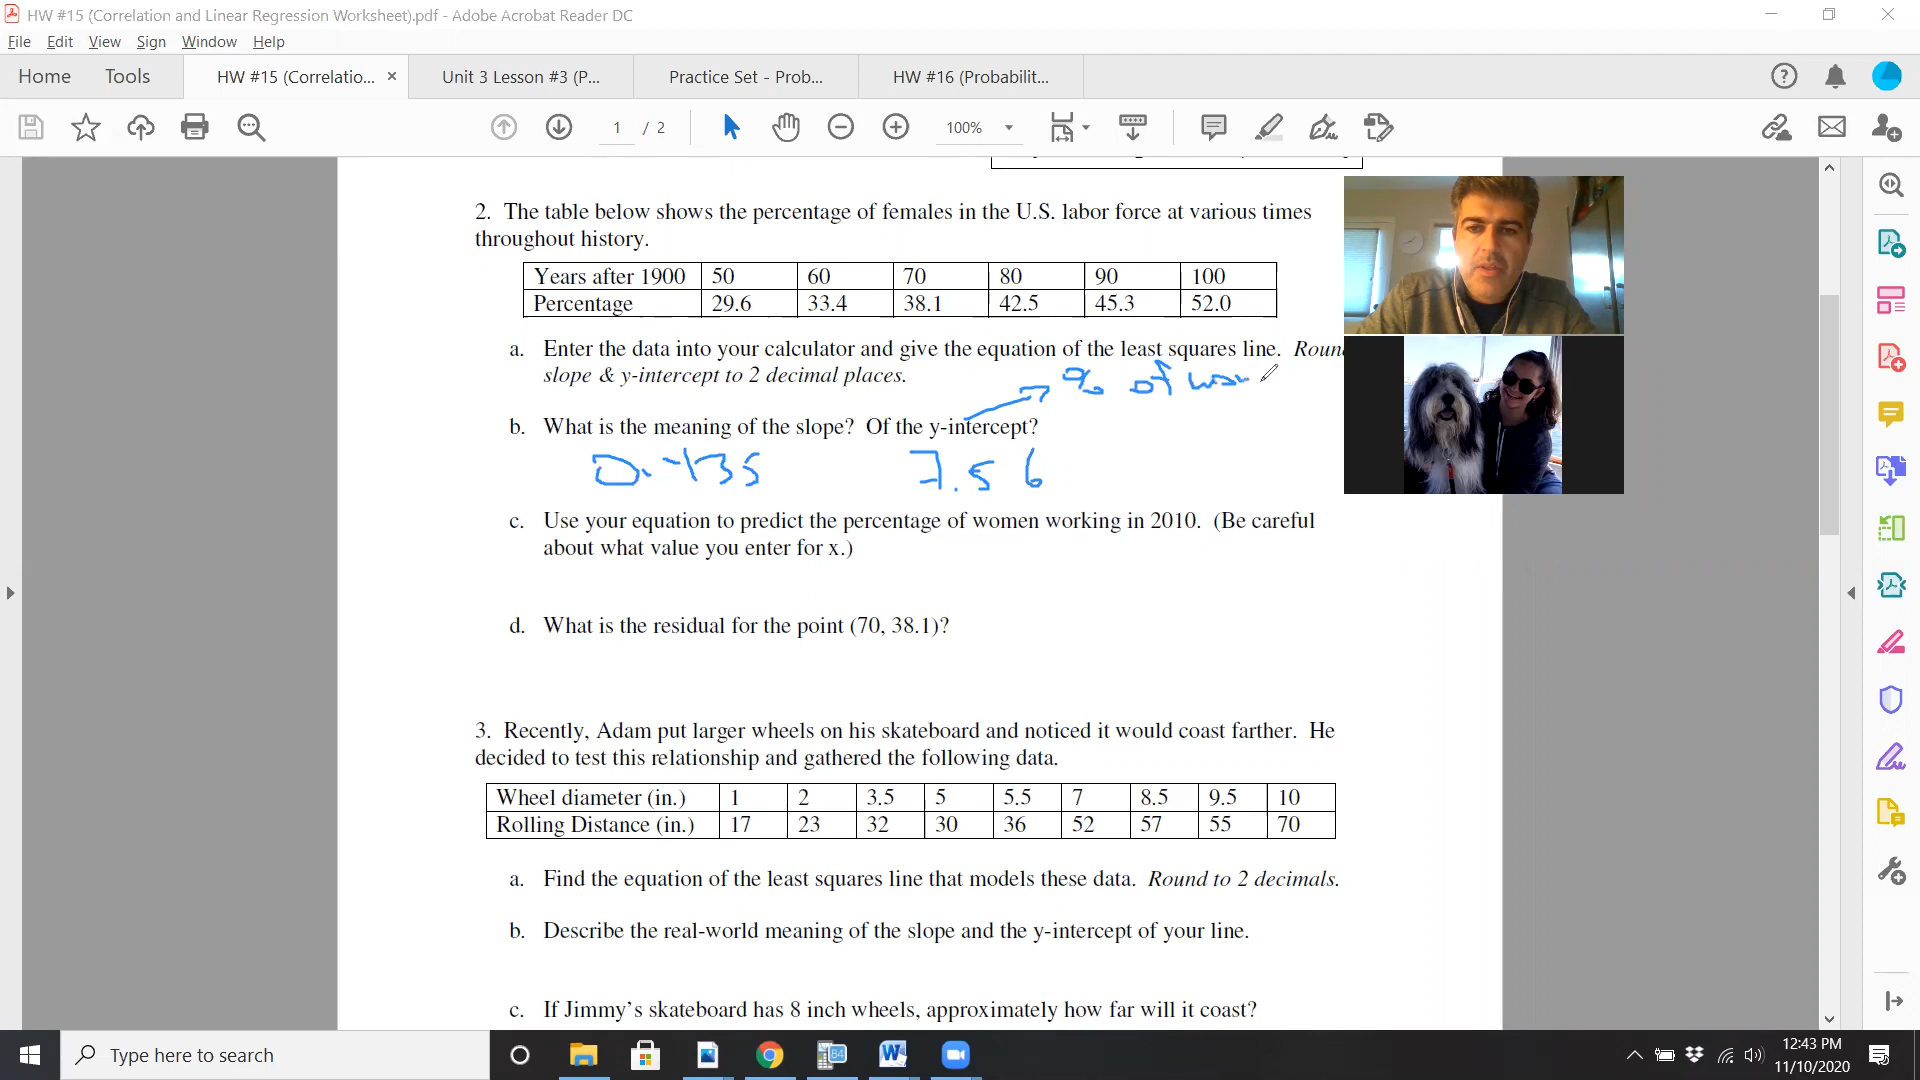 HW #15 (Correlation and Linear Regression Worksheet).pdf - Adobe Acrobat Reader DC
File Edit View Sign Window Help
Home Tools HW #15 (Correlatio... × Unit 3 Lesson #3 (P... Practice Set - Prob... HW #16 (Probabilit...
1 / 2 100%
2. The table below shows the percentage of females in the U.S. labor force at various times
throughout history.
Years after 1900 50 60 70 80 90 100
Percentage 29.6 33.4 38.1 42.5 45.3 52.0
a. Enter the data into your calculator and give the equation of the least squares line. Roun
slope & y-intercept to 2 decimal places.
% of wom
b. What is the meaning of the slope? Of the y-intercept?
0.435 7.56
c. Use your equation to predict the percentage of women working in 2010. (Be careful
about what value you enter for x.)
d. What is the residual for the point (70, 38.1)?
3. Recently, Adam put larger wheels on his skateboard and noticed it would coast farther. He
decided to test this relationship and gathered the following data.
Wheel diameter (in.) 1 2 3.5 5 5.5 7 8.5 9.5 10
Rolling Distance (in.) 17 23 32 30 36 52 57 55 70
a. Find the equation of the least squares line that models these data. Round to 2 decimals.
b. Describe the real-world meaning of the slope and the y-intercept of your line.
c. If Jimmy's skateboard has 8 inch wheels, approximately how far will it coast?
Type here to search
84
W
12:43 PM
11/10/2020